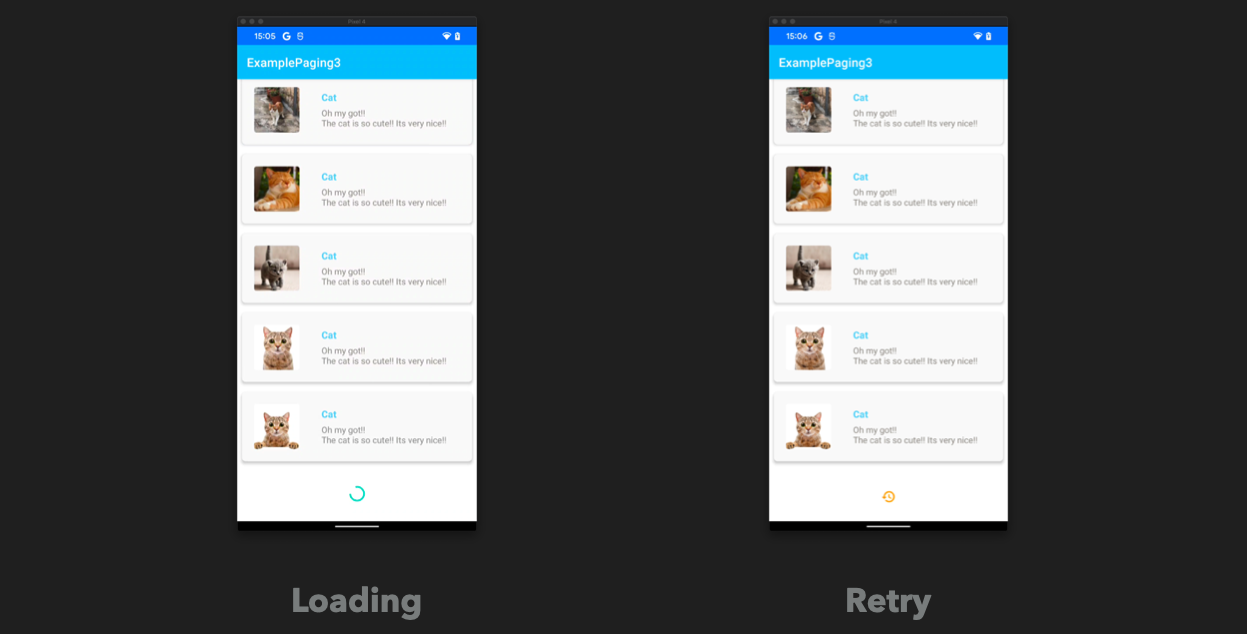 Pixel 4
15:05
ExamplePaging3
Cat
Oh my got!!
The cat is so cute!! Its very nice!!
Cat
Oh my got!!
The cat is so cute!! Its very nice!!
Cat
Oh my got!!
The cat is so cute!! Its very nice!!
Cat
Oh my got!!
The cat is so cute!! Its very nice!!
Cat
Oh my got!!
The cat is so cute!! Its very nice!!
Loading
Pixel 4
15:06
ExamplePaging3
Cat
Oh my got!!
The cat is so cute!! Its very nice!!
Cat
Oh my got!!
The cat is so cute!! Its very nice!!
Cat
Oh my got!!
The cat is so cute!! Its very nice!!
Cat
Oh my got!!
The cat is so cute!! Its very nice!!
Cat
Oh my got!!
The cat is so cute!! Its very nice!!
Retry